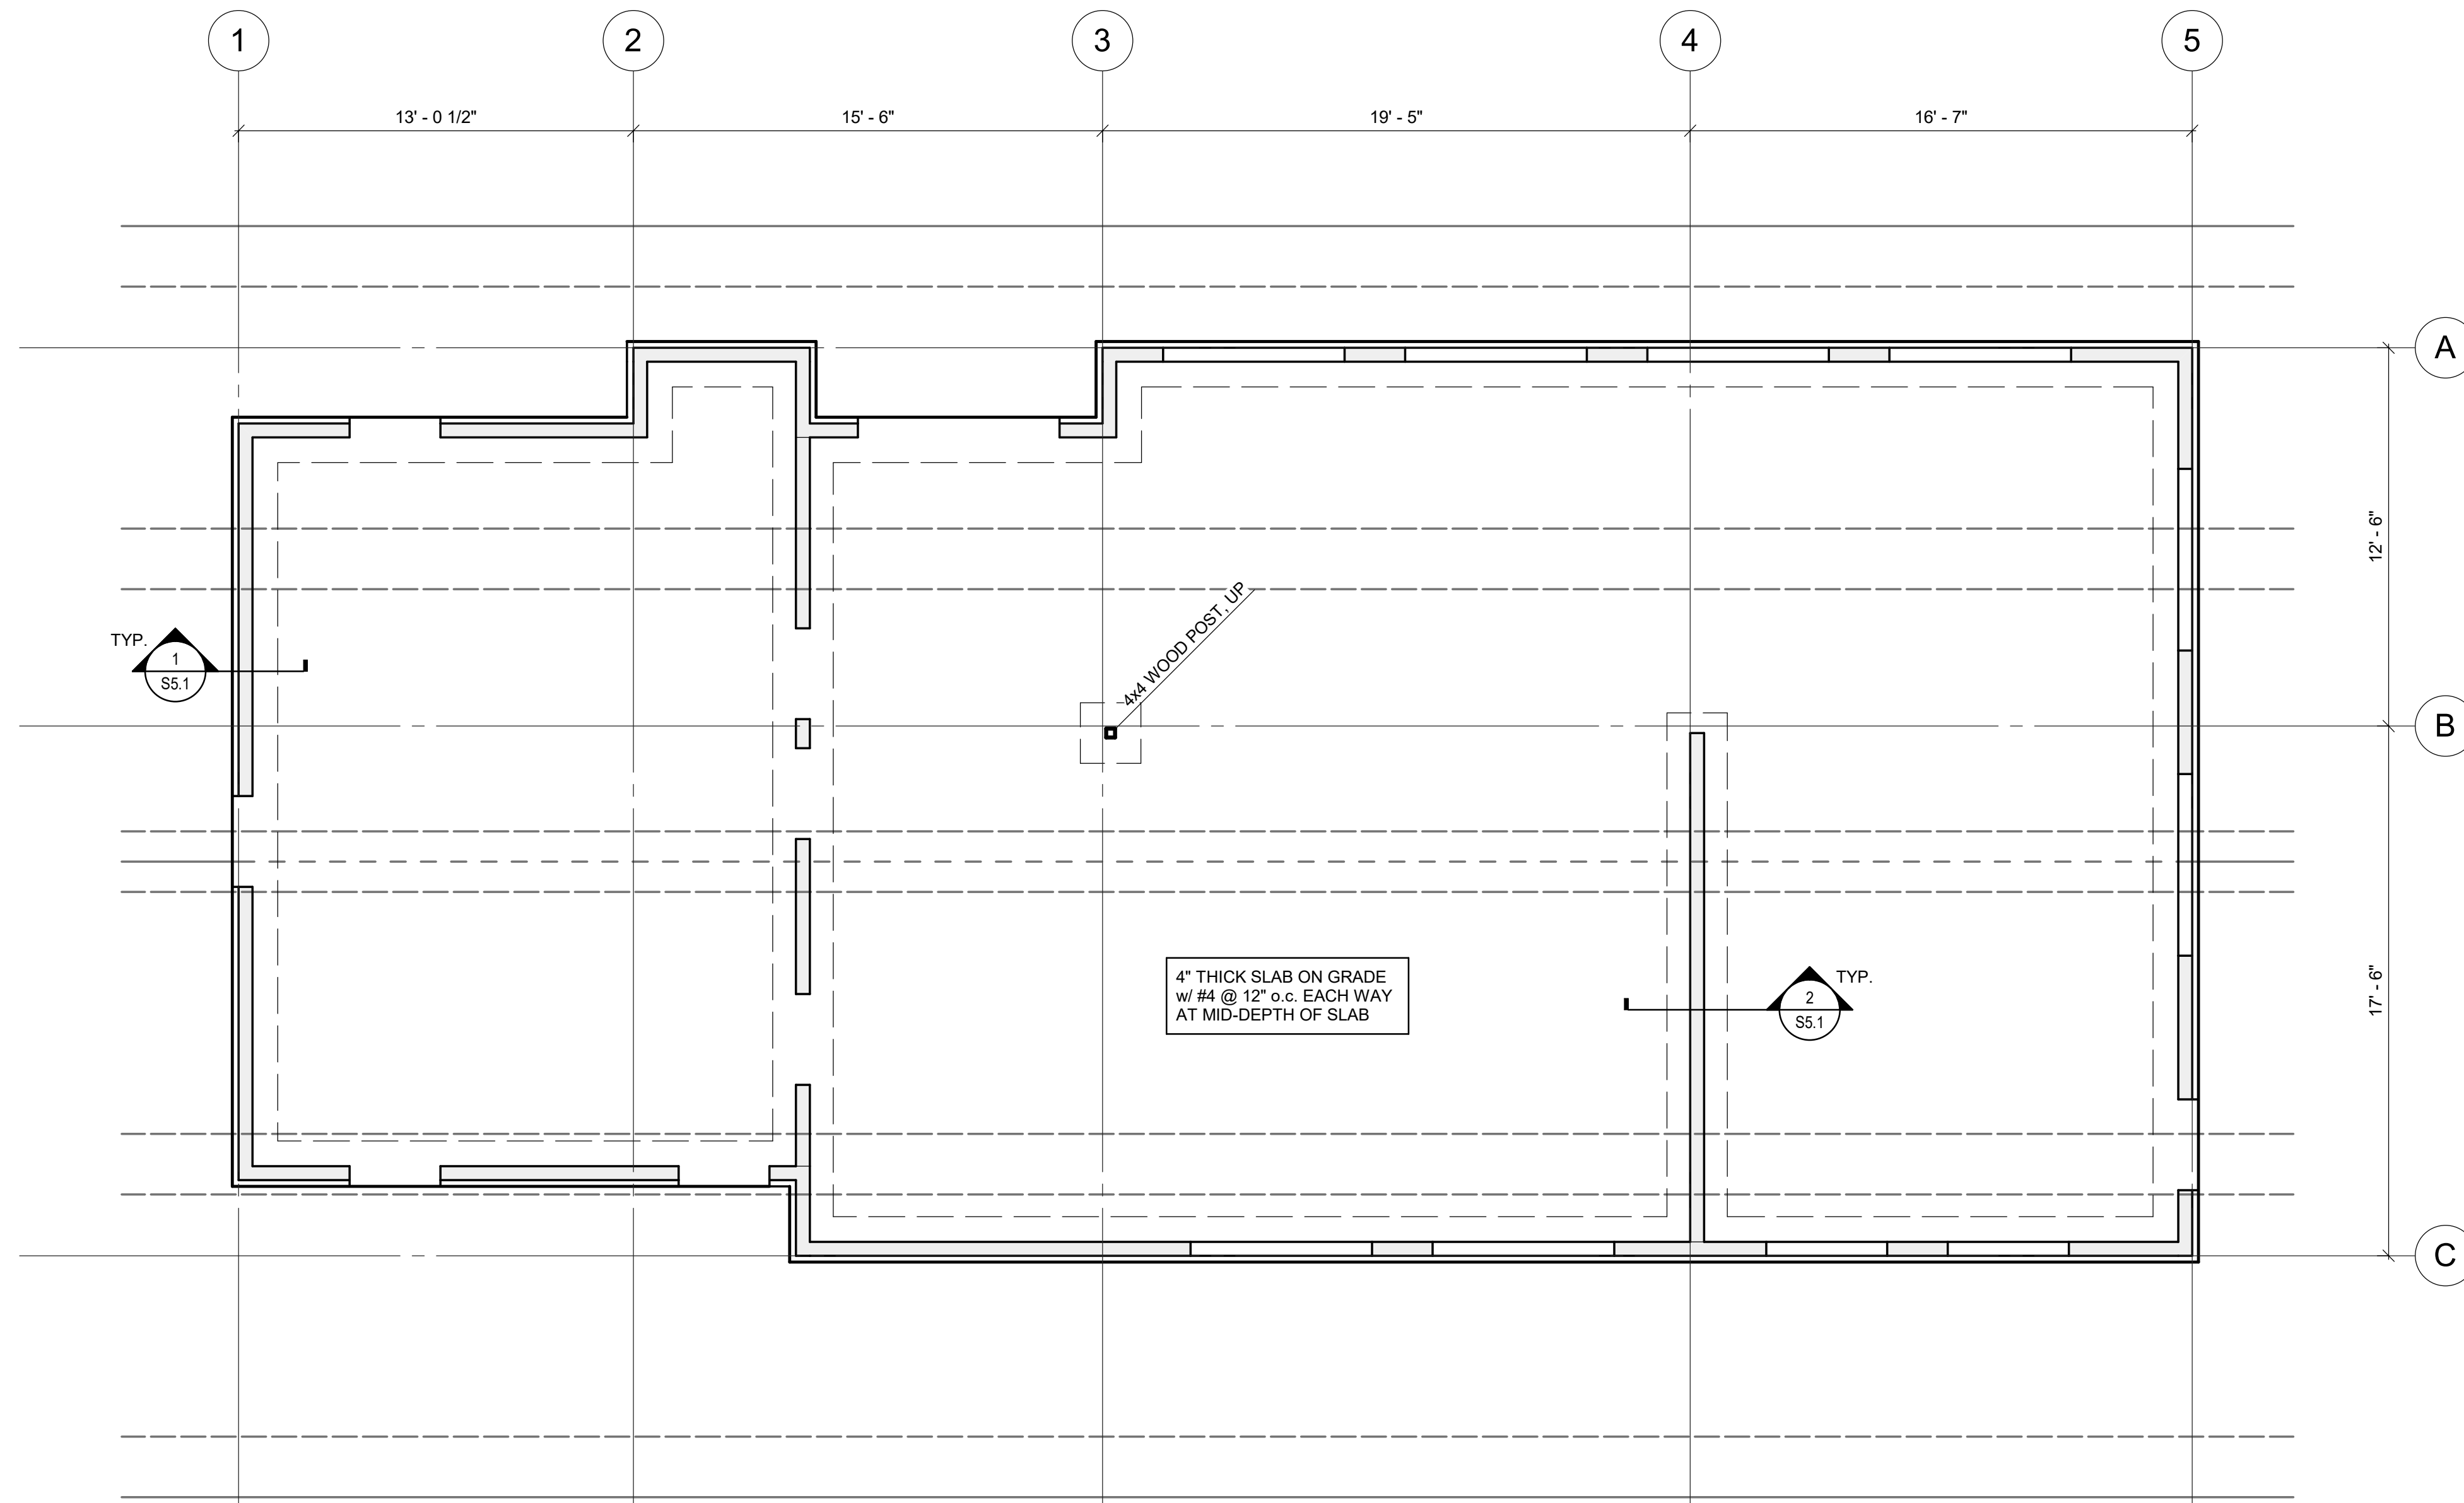 1
2
3
4
5
13' - 0 1/2"
15' - 6"
19' - 5"
16' - 7"
A
12' - 6"
4x4 WOOD POST, UP
TYP.
1
S5.1
B
4" THICK SLAB ON GRADE
w/ #4 @ 12" o.c. EACH WAY
AT MID-DEPTH OF SLAB
TYP.
2
S5.1
17' - 6"
C